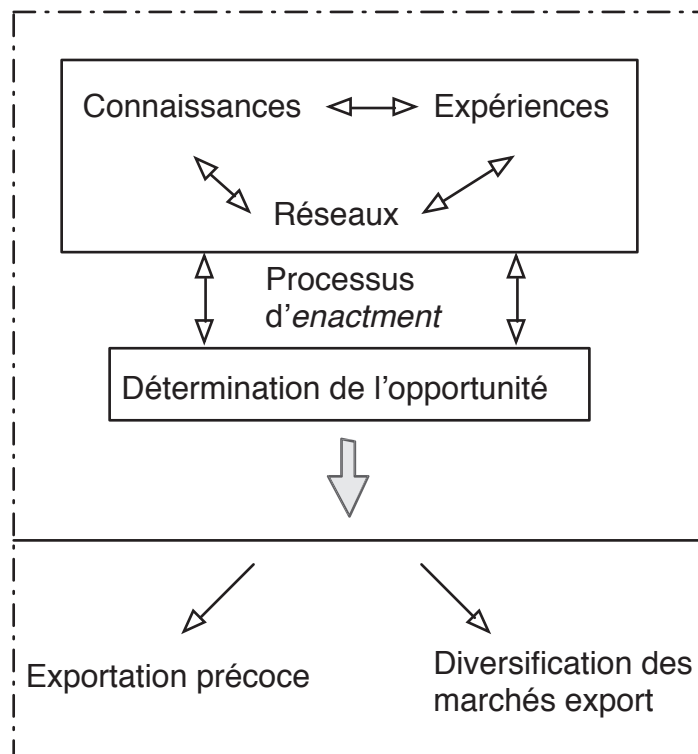 Connaissances Expériences
Réseaux
Processus
d'enactment
Détermination de l'opportunité
Exportation précoce
Diversification des
marchés export